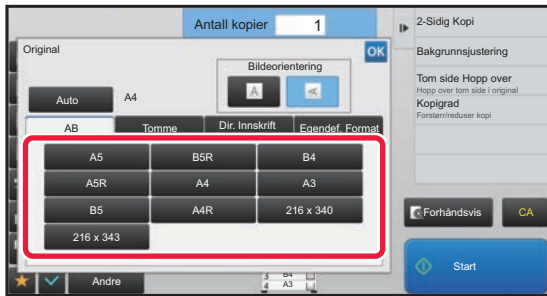 Antall kopier 1
Original
OK
Bildeorientering
A A
Auto A4
AB Tomme Dir. Innskrift Egendef. Format
A5 B5R B4
A5R A4 A3
B5 A4R 216 x 340
216 x 343
Andre
3 B4
4 A3
2-Sidig Kopi
Bakgrunnsjustering
Tom side Hopp over
Hopp over tom side i original
Kopigrad
Forstørr/reduser kopi
Forhåndsvis CA
Start